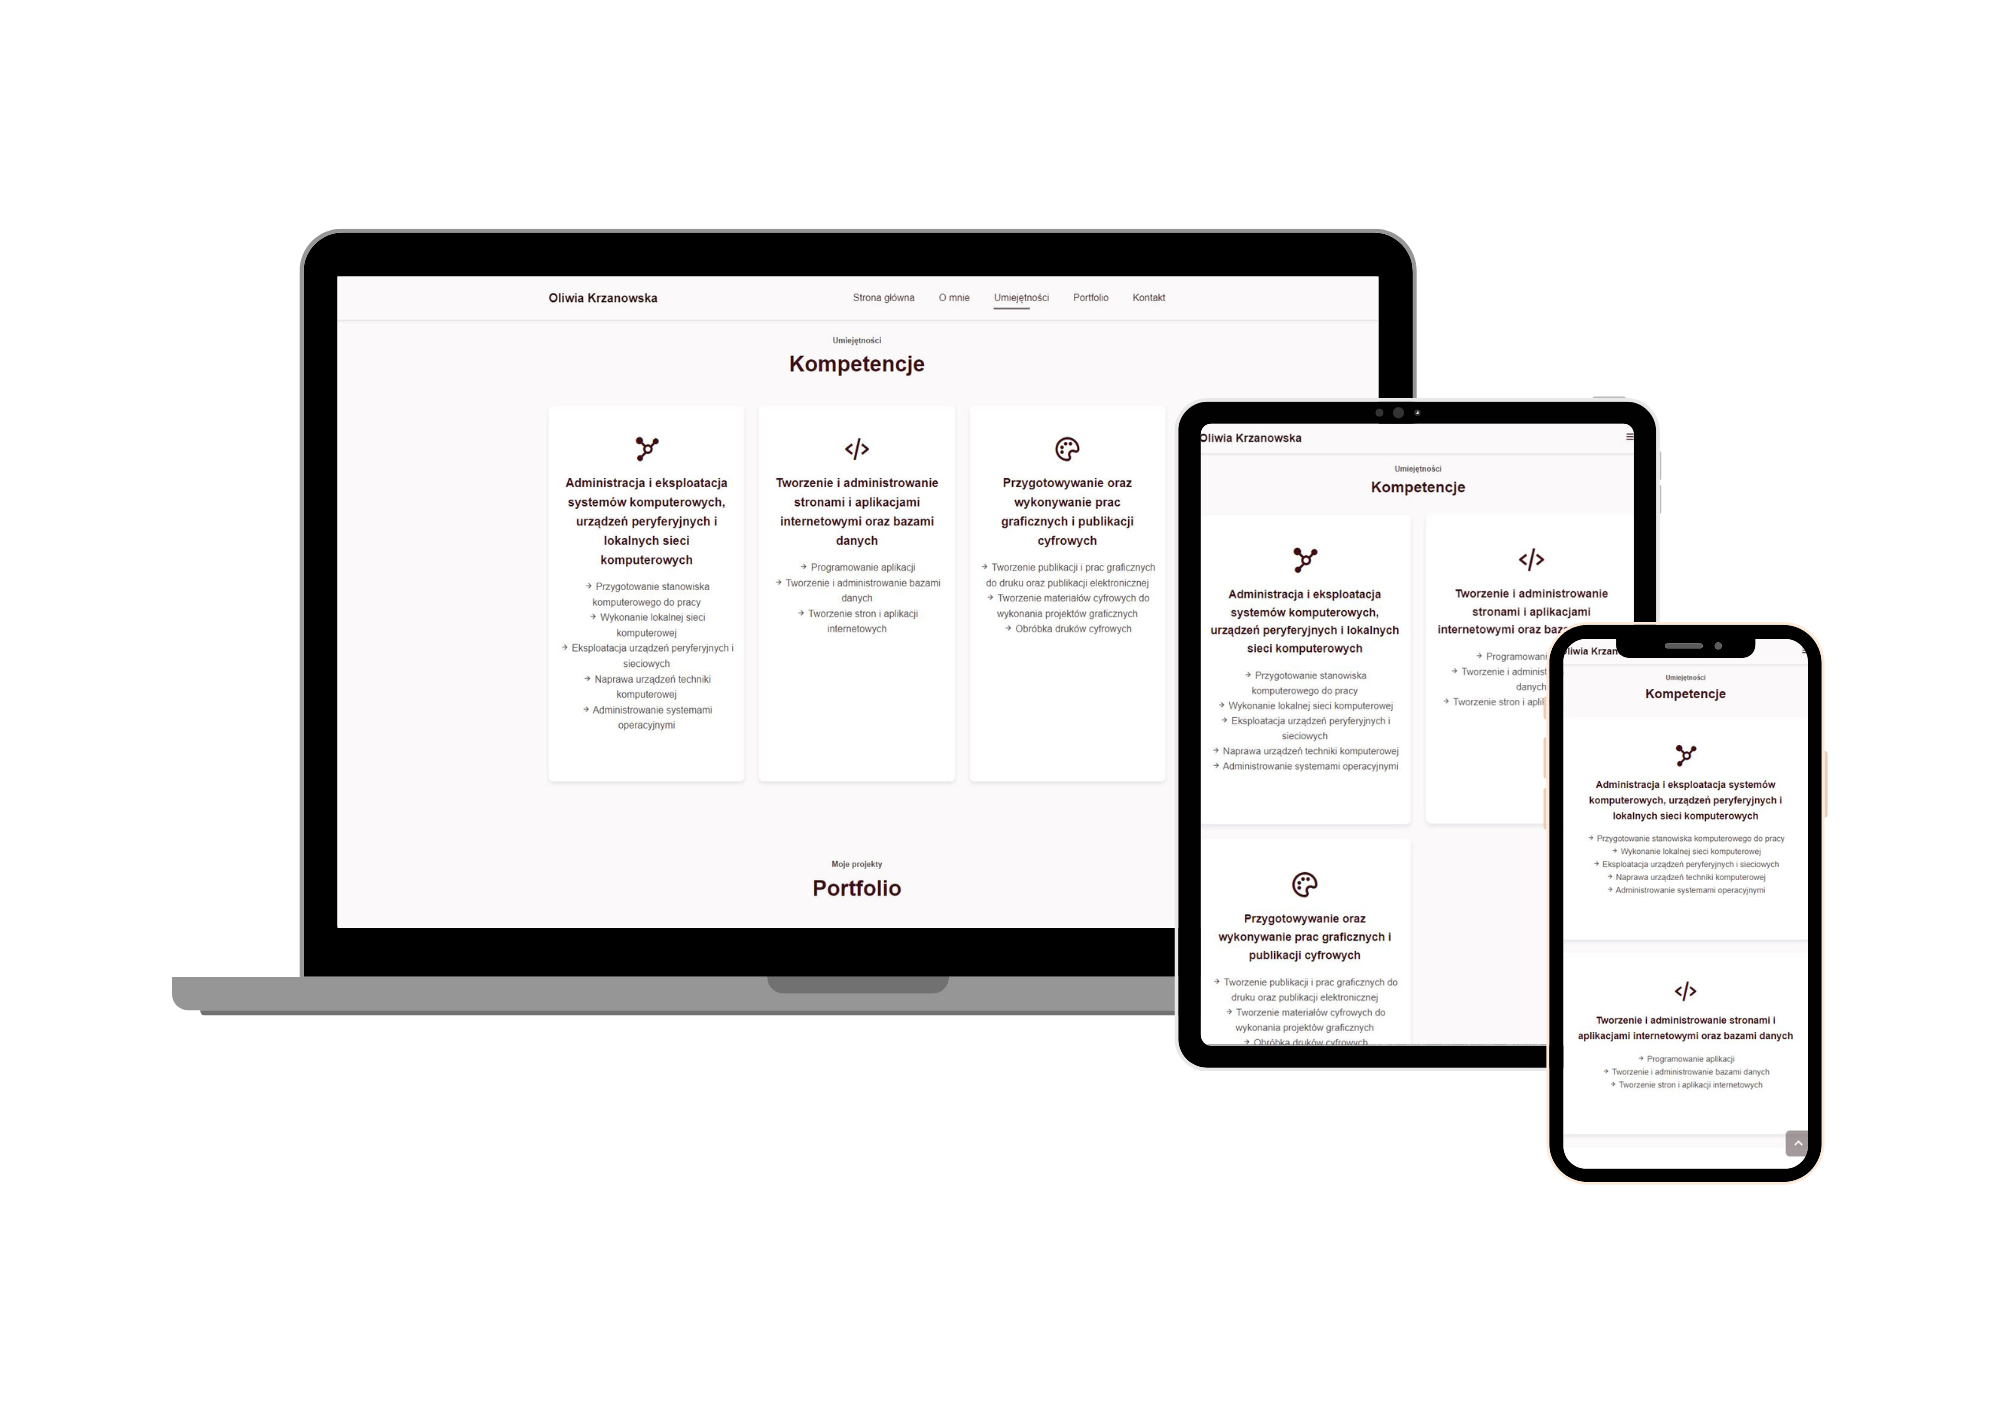 Oliwia Krzanowska
Strona główna O mnie Umiejętności Portfolio Kontakt
Umiejętności
Kompetencje
Administracja i eksploatacja
systemów komputerowych,
urządzeń peryferyjnych i
lokalnych sieci
komputerowych
→ Przygotowanie stanowiska
komputerowego do pracy
→ Wykonanie lokalnej sieci
komputerowej
→ Eksploatacja urządzeń peryferyjnych i
sieciowych
→ Naprawa urządzeń techniki
komputerowej
→ Administrowanie systemami
operacyjnymi
</> 
Tworzenie i administrowanie
stronami i aplikacjami
internetowymi oraz bazami
danych
→ Programowanie aplikacji
→ Tworzenie i administrowanie bazami
danych
→ Tworzenie stron i aplikacji
internetowych
Przygotowywanie oraz
wykonywanie prac
graficznych i publikacji
cyfrowych
→ Tworzenie publikacji i prac graficznych
do druku oraz publikacji elektronicznej
→ Tworzenie materiałów cyfrowych do
wykonania projektów graficznych
→ Obróbka druków cyfrowych
Moje projekty
Portfolio
Oliwia Krzanowska
Umiejętności
Kompetencje
Administracja i eksploatacja
systemów komputerowych,
urządzeń peryferyjnych i lokalnych
sieci komputerowych
→ Przygotowanie stanowiska
komputerowego do pracy
→ Wykonanie lokalnej sieci komputerowej
→ Eksploatacja urządzeń peryferyjnych i
sieciowych
→ Naprawa urządzeń techniki komputerowej
→ Administrowanie systemami operacyjnymi
</>
Tworzenie i administrowanie
stronami i aplikacjami
internetowymi oraz
→ Programowani
→ Tworzenie i administ
danych
→ Tworzenie stron i apli
Przygotowywanie oraz
wykonywanie prac graficznych i
publikacji cyfrowych
→ Tworzenie publikacji i prac graficznych do
druku oraz publikacji elektronicznej
→ Tworzenie materiałów cyfrowych do
wykonania projektów graficznych
→ Obróbka druków cyfrowych
liwia Krzan
Umiejętności
Kompetencje
Administracja i eksploatacja systemów
komputerowych, urządzeń peryferyjnych i
lokalnych sieci komputerowych
→ Przygotowanie stanowiska komputerowego do pracy
→ Wykonanie lokalnej sieci komputerowej
→ Eksploatacja urządzeń peryferyjnych i sieciowych
→ Naprawa urządzeń techniki komputerowej
→ Administrowanie systemami operacyjnymi
</>
Tworzenie i administrowanie stronami i
aplikacjami internetowymi oraz bazami danych
→ Programowanie aplikacji
→ Tworzenie i administrowanie bazami danych
→ Tworzenie stron i aplikacji internetowych